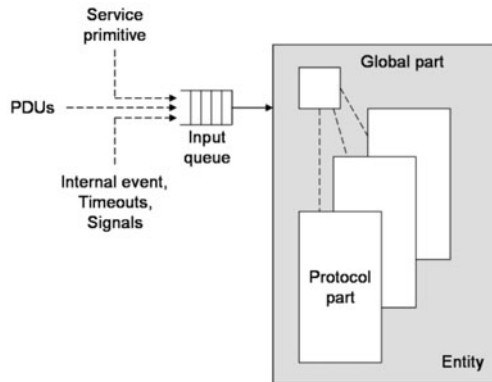 Service
primitive
PDUs
Input
queue
Internal event,
Timeouts,
Signals
Global part
Protocol
part
Entity